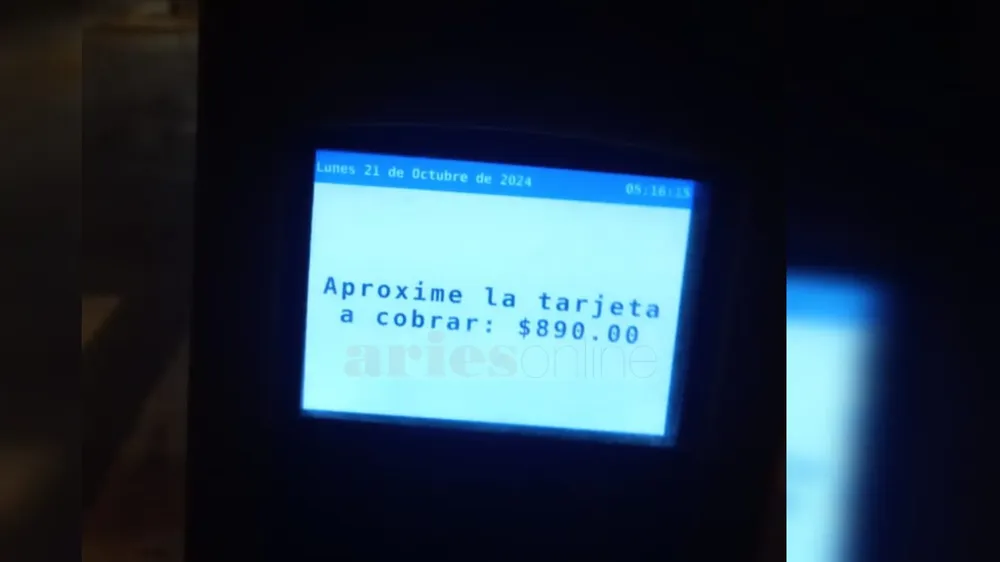 Lunes 21 de Octubre de 2024
05:16:15
Aproxime la tarjeta
a cobrar: $890.00
ariesonline